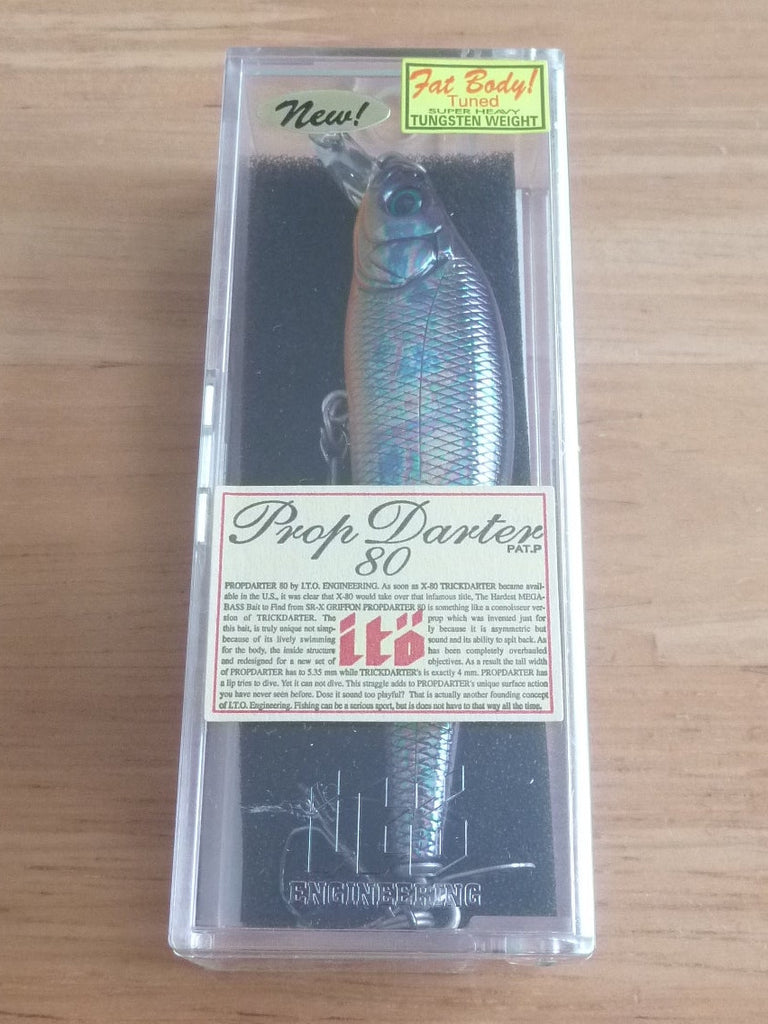 New!
Fat Body!
Tuned
SUPER HEAVY
TUNGSTEN WEIGHT
Prop Darter
PAT.P
80
PROPDARTER 80 by I.T.O. ENGINEERING. As soon as X-80 TRICKDARTER became avail-
able in the U.S., it was clear that X-80 would take over that infamous title, The Hardest MEGA-
BASS Bait to Find from SR-X GRIFFON PROPDARTER 80 is something like a connoisseur ver-
sion of TRICKDARTER. The prop which was invented just for
this bait, is truly unique not simp- ly because it is asymmetric but
because of its lively swimming sound and its ability to spit back. As
for the body, the inside structure has been completely overhauled
and redesigned for a new set of objectives. As a result the tall width
of PROPDARTER has to 5.35 mm while TRICKDARTER's is exactly 4 mm. PROPDARTER has
a lip tries to dive. Yet it can not dive. This straggle adds to PROPDARTER's unique surface action
you have never seen before. Dose it sound too playful? That is actually another founding concept
of I.T.O. Engineering. Fishing can be a serious sport, but is does not have to that way all the time.
itö
ENGINEERING